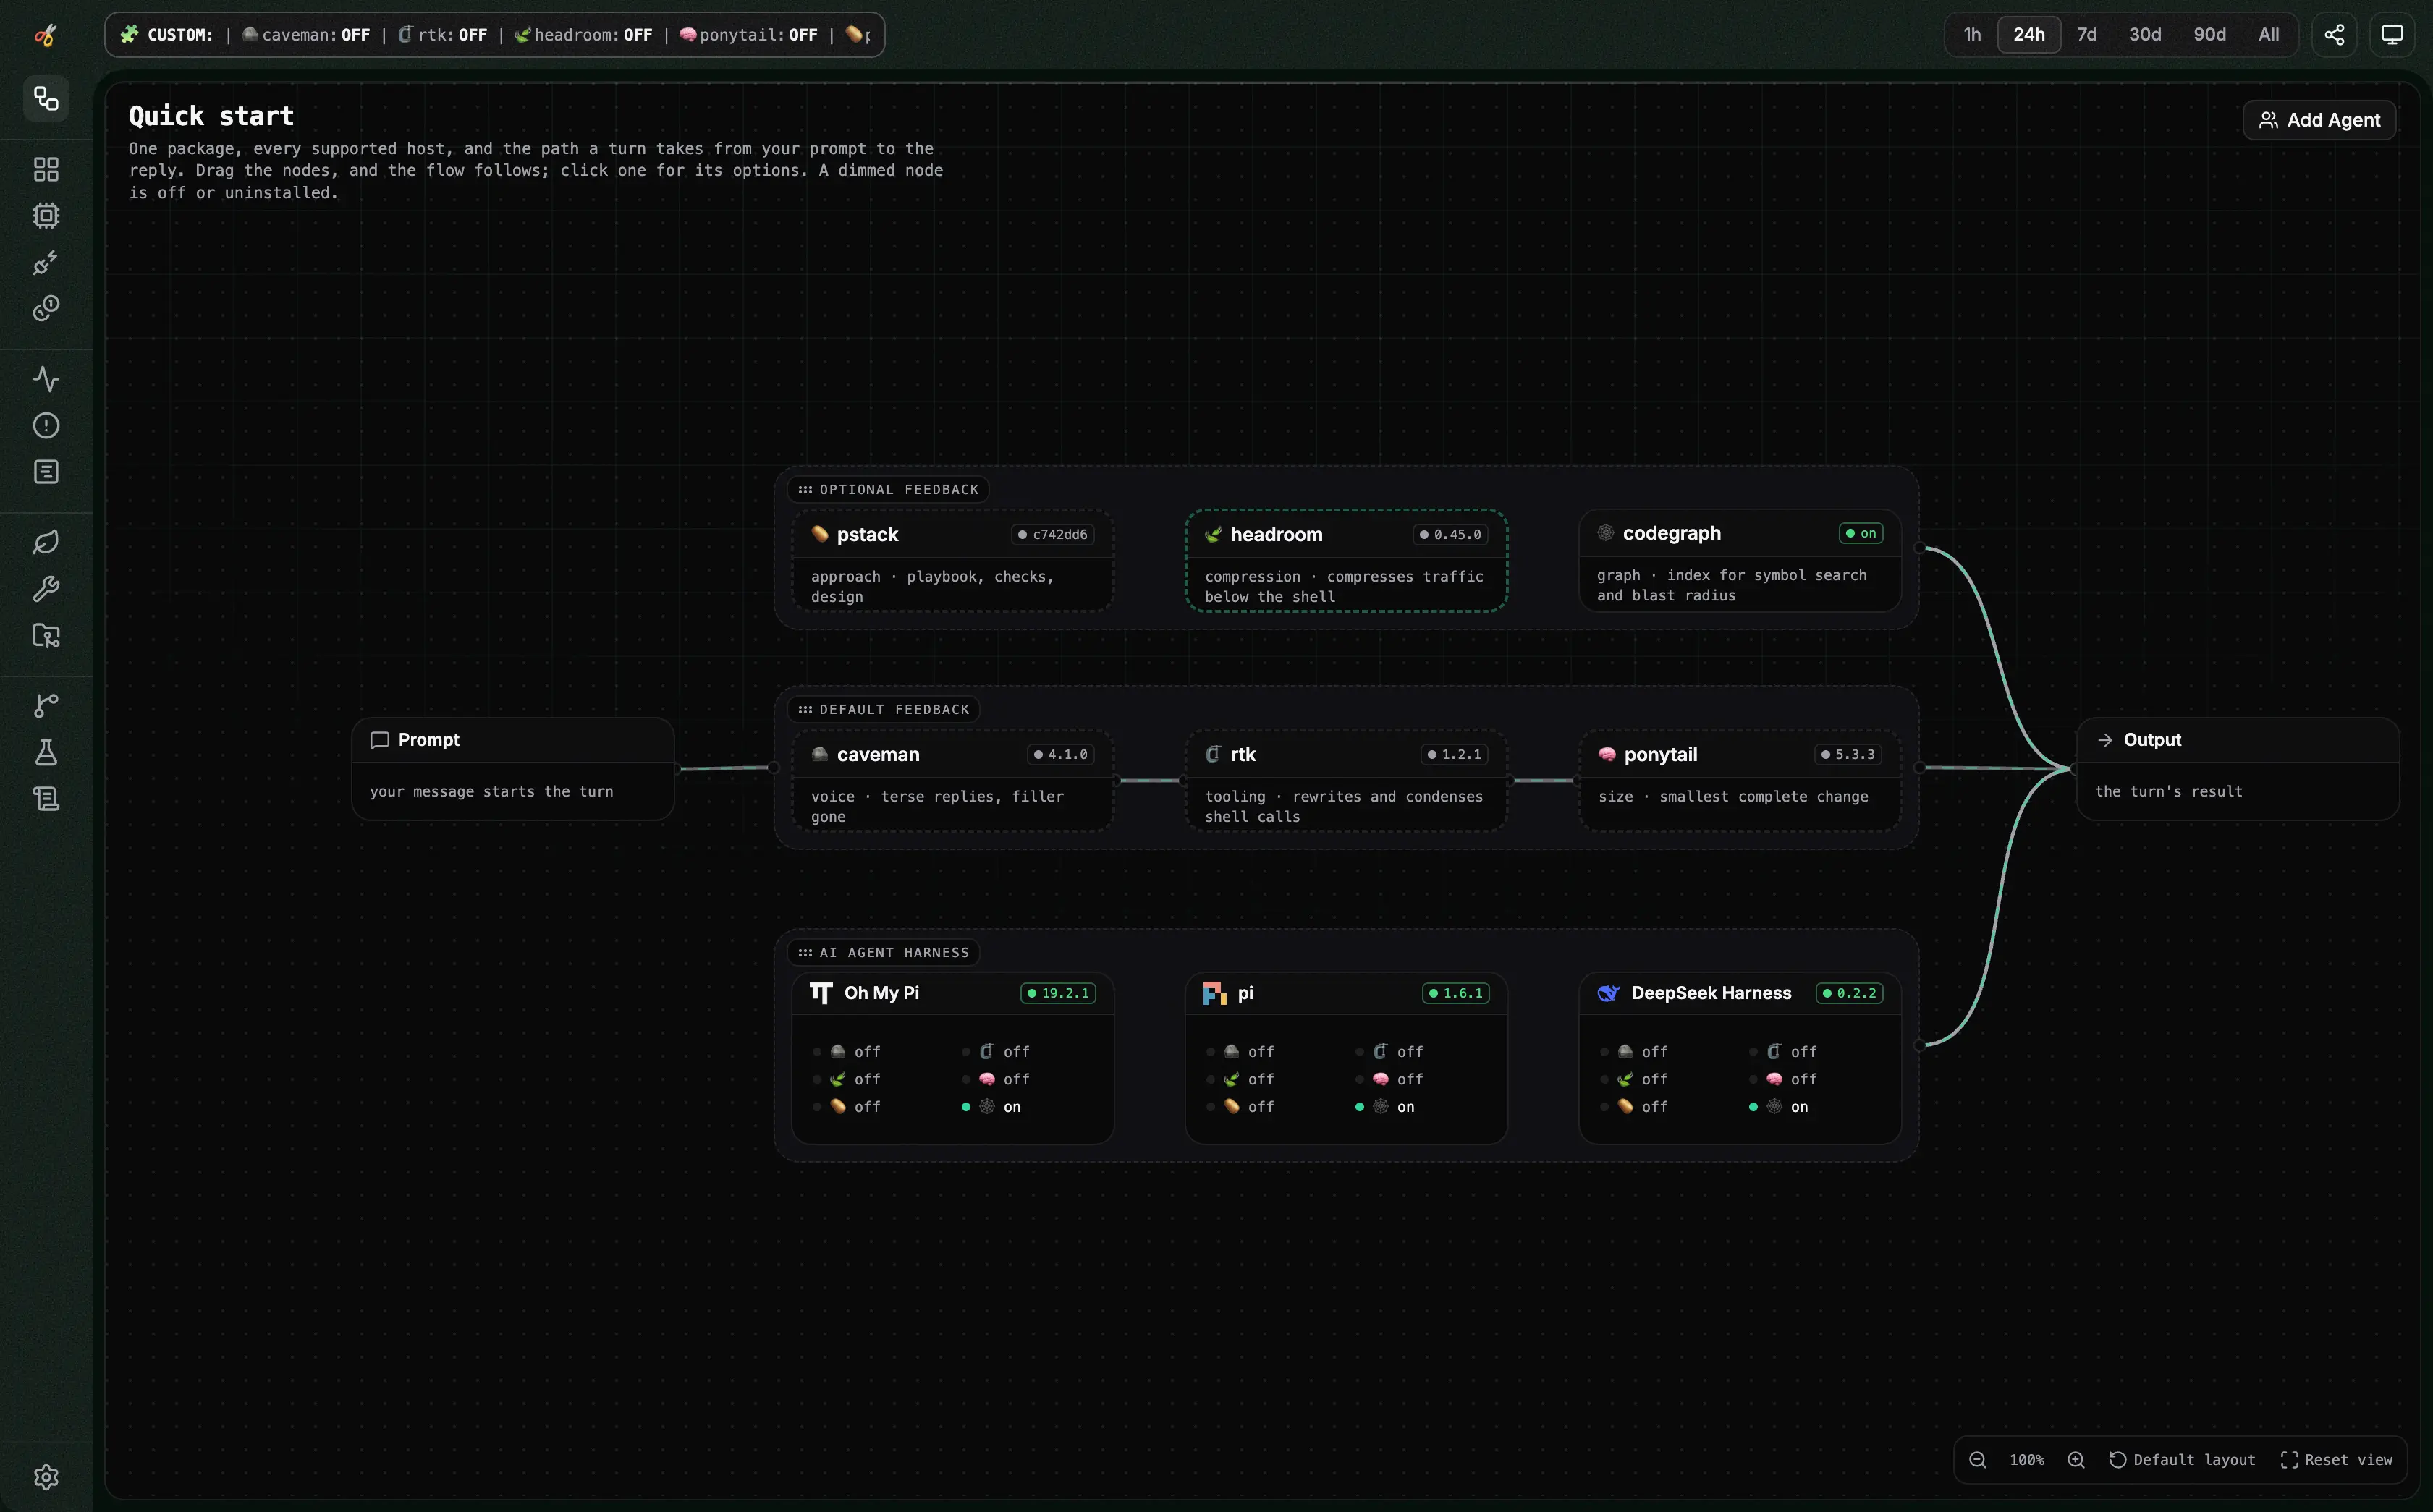 CUSTOM: | caveman: OFF | rtk: OFF | headroom: OFF | ponytail: OFF |
1h 24h 7d 30d 90d All
Quick start
One package, every supported host, and the path a turn takes from your prompt to the
reply. Drag the nodes, and the flow follows; click one for its options. A dimmed node
is off or uninstalled.
Add Agent
OPTIONAL FEEDBACK
pstack c742dd6
approach · playbook, checks,
design
headroom 0.45.0
compression · compresses traffic
below the shell
codegraph on
graph · index for symbol search
and blast radius
Prompt
your message starts the turn
DEFAULT FEEDBACK
caveman 4.1.0
voice · terse replies, filler
gone
rtk 1.2.1
tooling · rewrites and condenses
shell calls
ponytail 5.3.3
size · smallest complete change
Output
the turn's result
AI AGENT HARNESS
Oh My Pi 19.2.1
off off
off off
off on
pi 1.6.1
off off
off off
off on
DeepSeek Harness 0.2.2
off off
off off
off on
100% Default layout Reset view